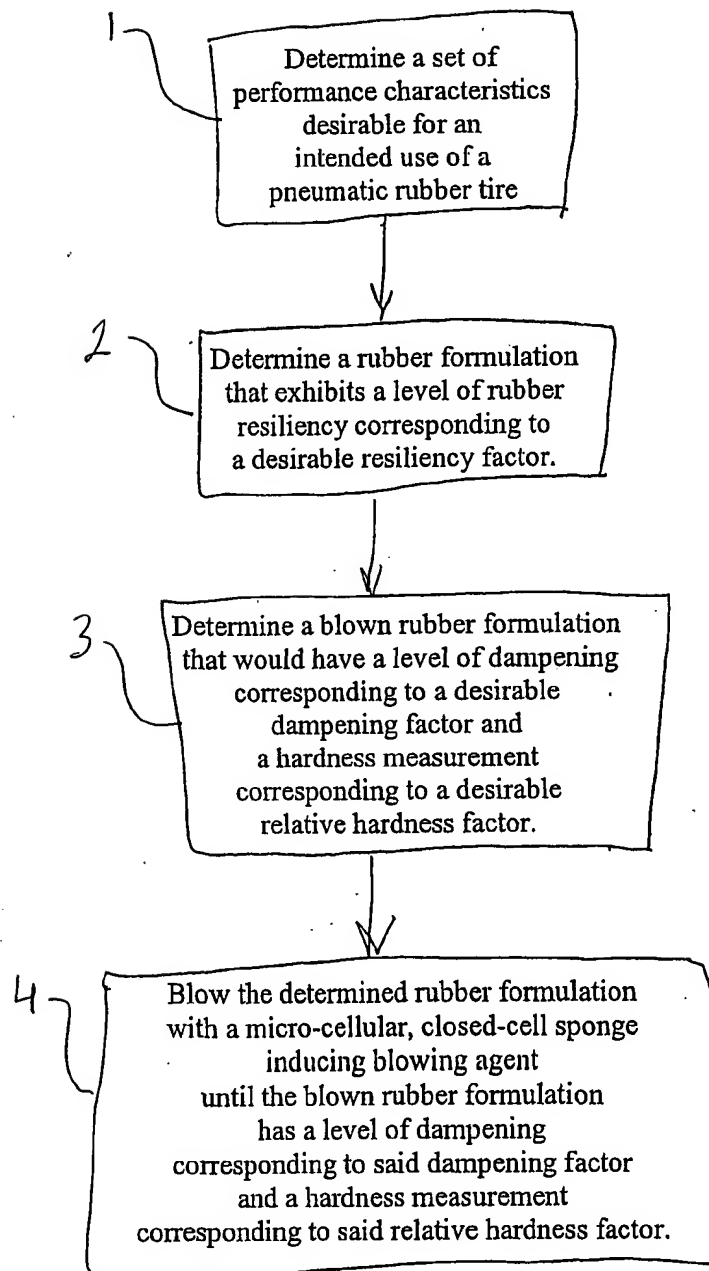 1
Determine a set of
performance characteristics
desirable for an
intended use of a
pneumatic rubber tire
2
Determine a rubber formulation
that exhibits a level of rubber
resiliency corresponding to
a desirable resiliency factor.
3
Determine a blown rubber formulation
that would have a level of dampening
corresponding to a desirable
dampening factor and
a hardness measurement
corresponding to a desirable
relative hardness factor.
4
Blow the determined rubber formulation
with a micro-cellular, closed-cell sponge
inducing blowing agent
until the blown rubber formulation
has a level of dampening
corresponding to said dampening factor
and a hardness measurement
corresponding to said relative hardness factor.